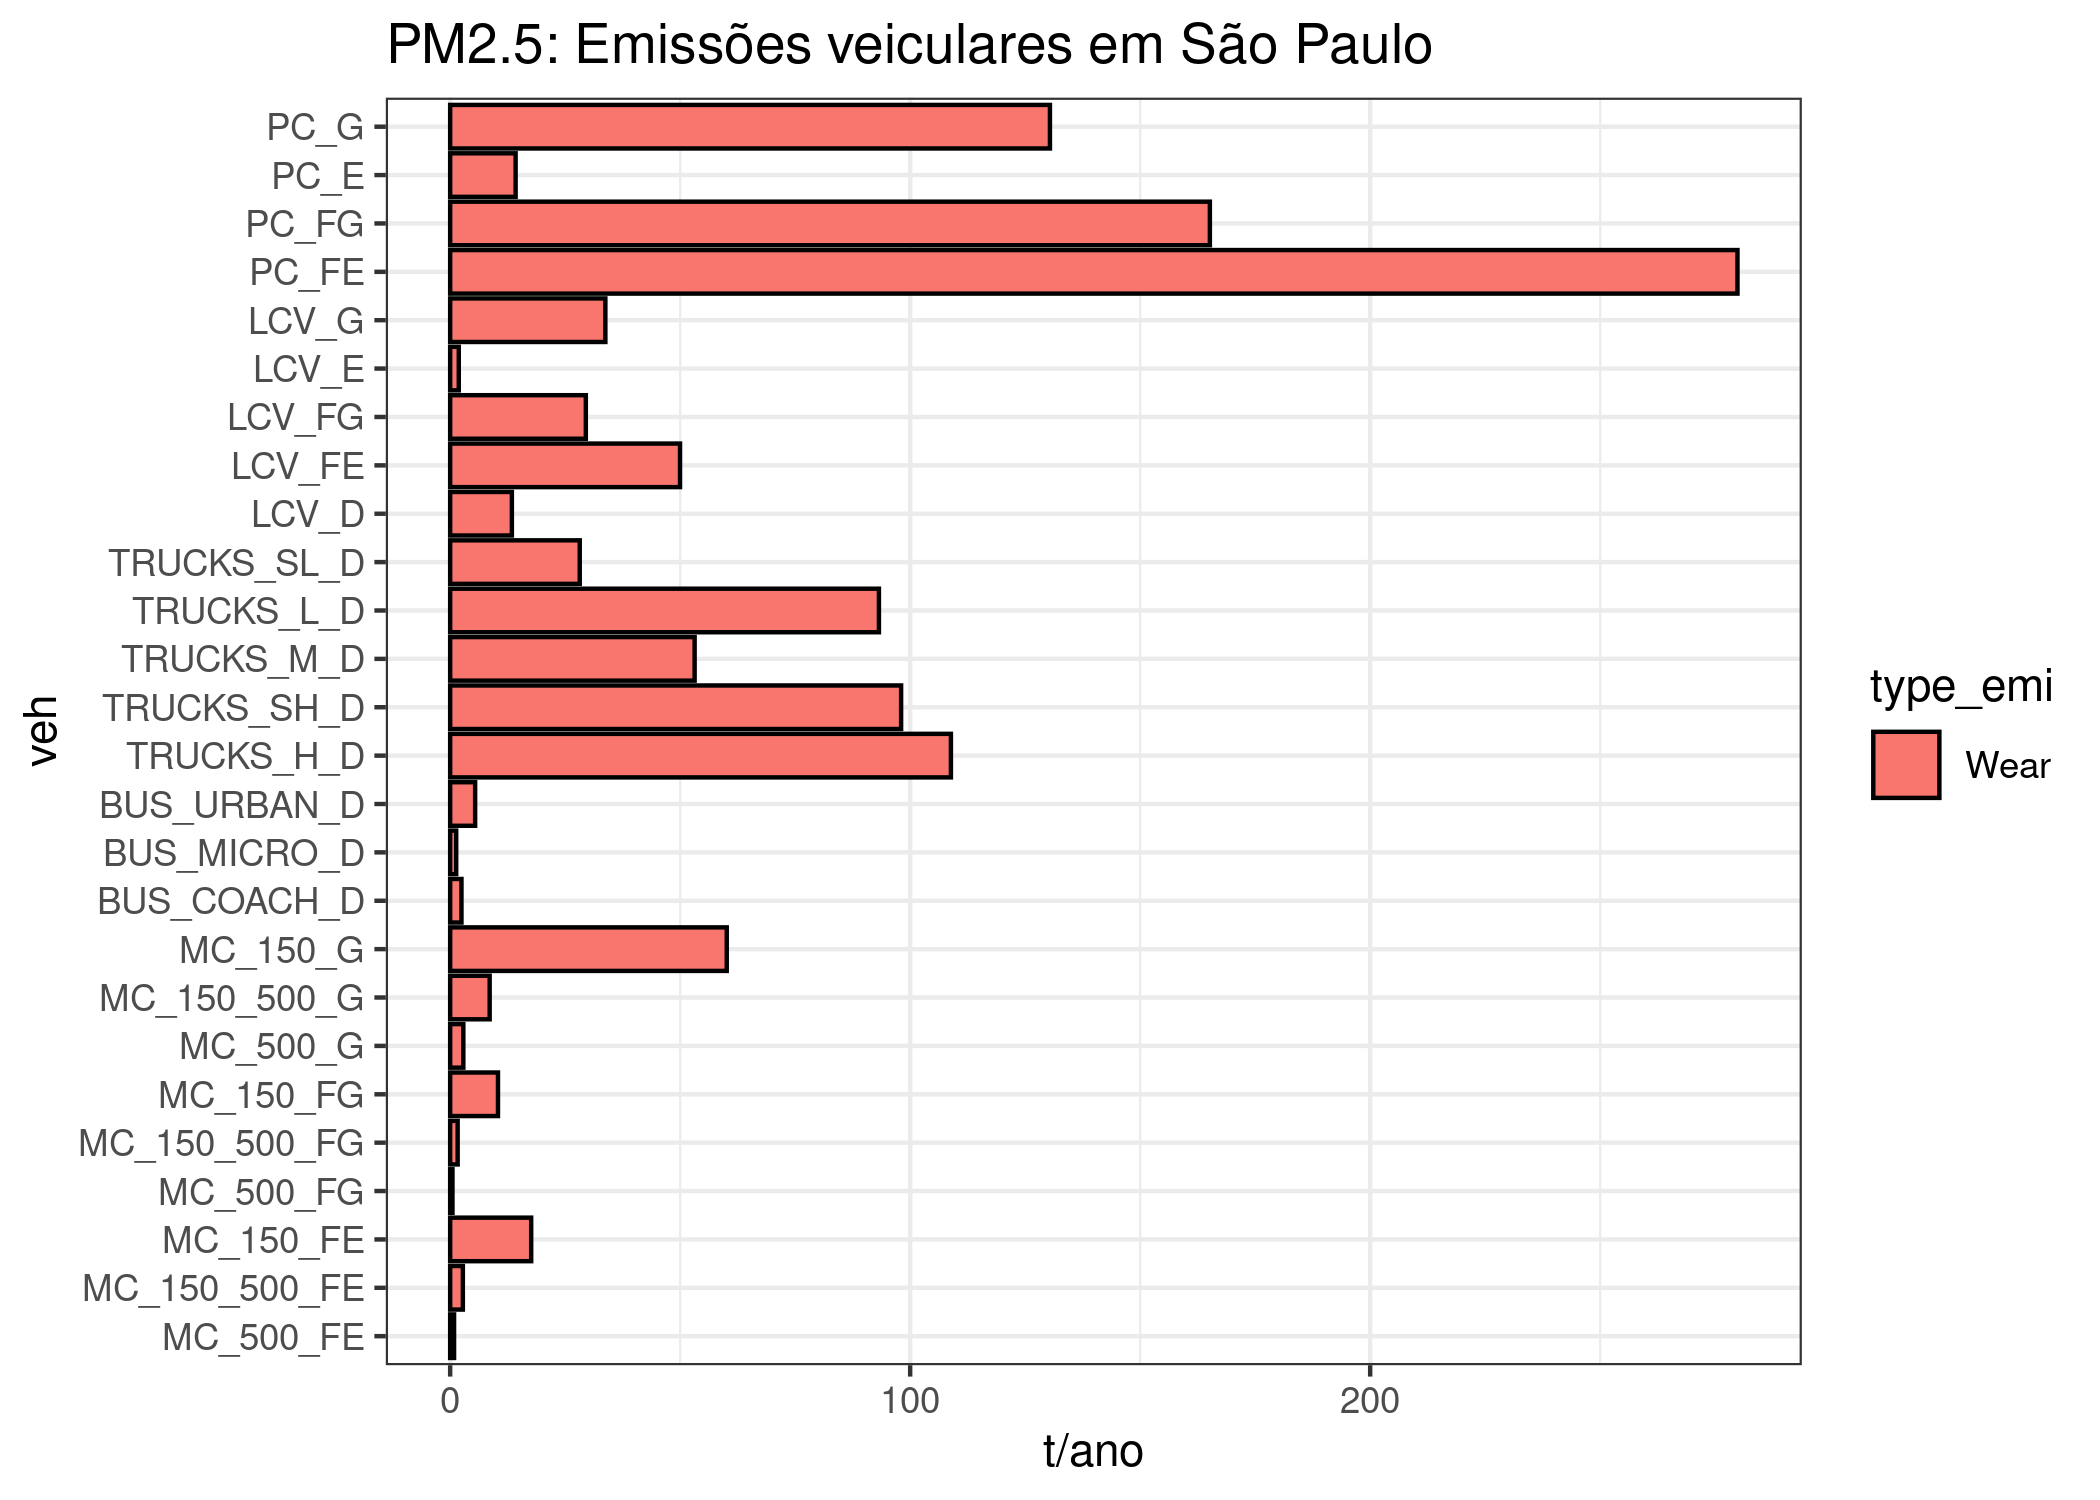 PM2.5: Emissões veiculares em São Paulo
PC_G
PC_E
PC_FG
PC_FE
LCV_G
LCV_E
LCV_FG
LCV_FE
LCV_D
TRUCKS_SL_D
TRUCKS_L_D
TRUCKS_M_D
TRUCKS_SH_D
TRUCKS_H_D
BUS_URBAN_D
BUS_MICRO_D
BUS_COACH_D
MC_150_G
MC_150_500_G
MC_500_G
MC_150_FG
MC_150_500_FG
MC_500_FG
MC_150_FE
MC_150_500_FE
MC_500_FE
veh
0 100 200
t/ano
type_emi
Wear